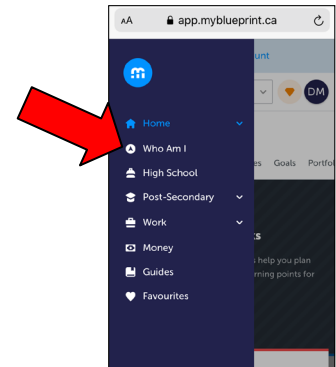 AA app.myblueprint.ca
unt
m
DM
Home
Who Am I
High School
es Goals Portfol
Post-Secondary
Work
s
Money
help you plan
Guides
rning points for
Favourites